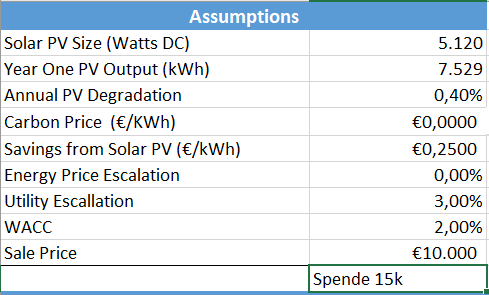 Assumptions
Solar PV Size (Watts DC) 5.120
Year One PV Output (kWh) 7.529
Annual PV Degradation 0,40%
Carbon Price (€/KWh) €0,0000
Savings from Solar PV (€/kWh) €0,2500
Energy Price Escalation 0,00%
Utility Escallation 3,00%
WACC 2,00%
Sale Price €10.000
Spende 15k